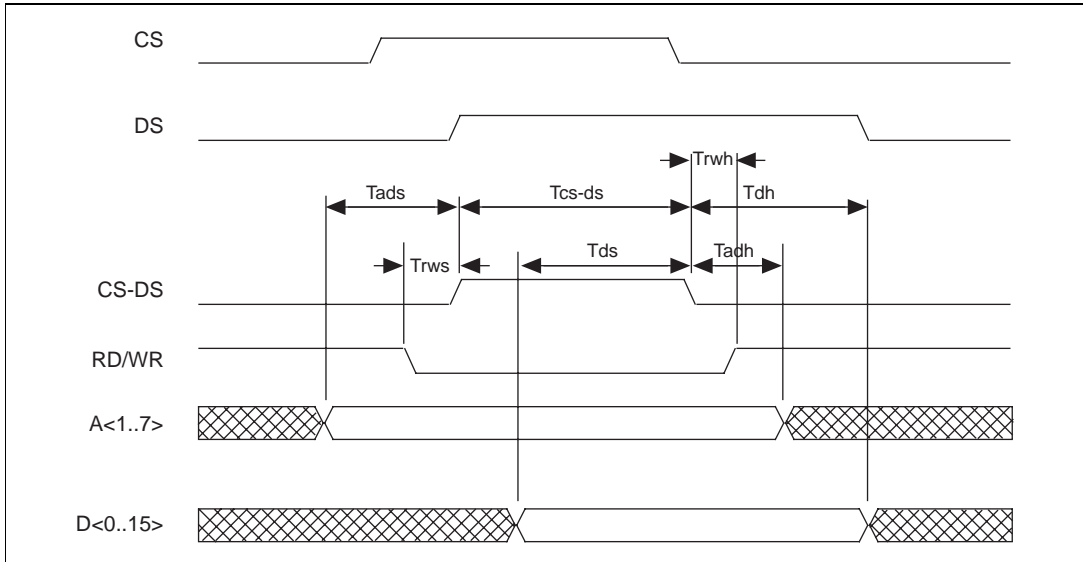 CS
DS
Trwh
Tads
Tcs-ds
Tdh
Trws
Tds
Tadh
CS-DS
RD/WR
A<1..7>
D<0..15>